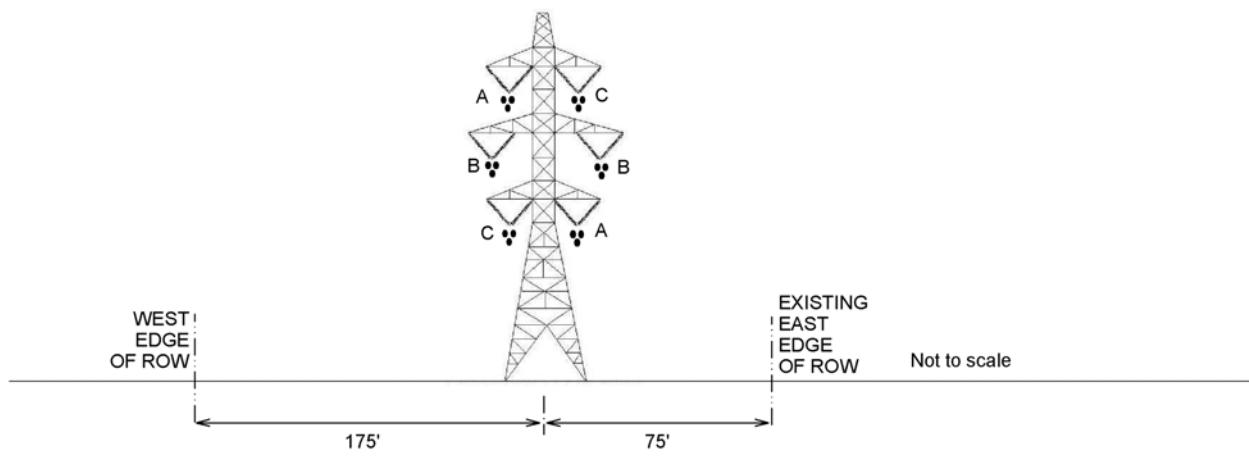 A
C
B
B
C
A
WEST
EDGE
OF ROW
EXISTING
EAST
EDGE
OF ROW
Not to scale
175'
75'